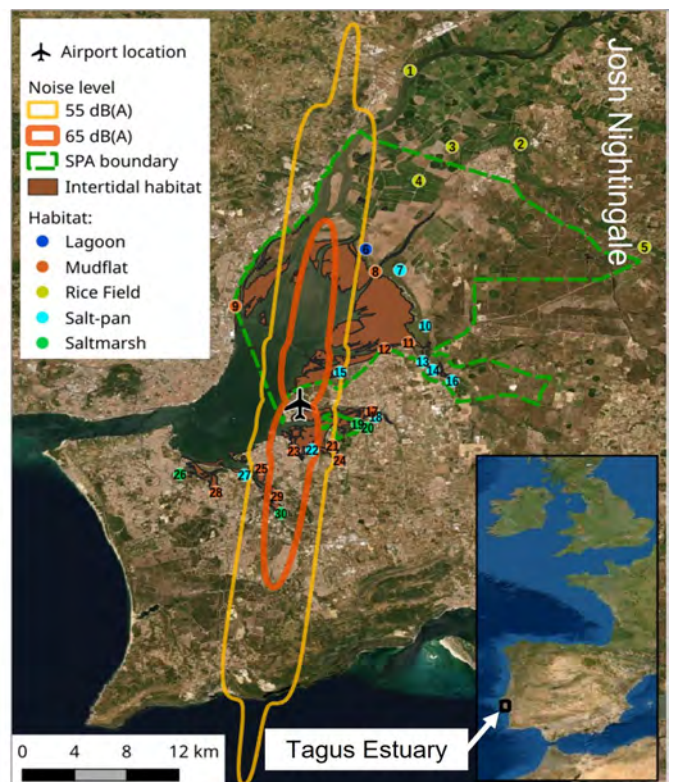 Airport location
Noise level
55 dB(A)
65 dB(A)
SPA boundary
Intertidal habitat
Habitat:
Lagoon
Mudflat
Rice Field
Salt-pan
Saltmarsh
Josh Nightingale
1
2
3
4
5
6
7
8
9
10
11
12
13
14
15
16
17
18
19
20
21
22
23
24
25
26
27
28
29
30
0 4 8 12 km
Tagus Estuary